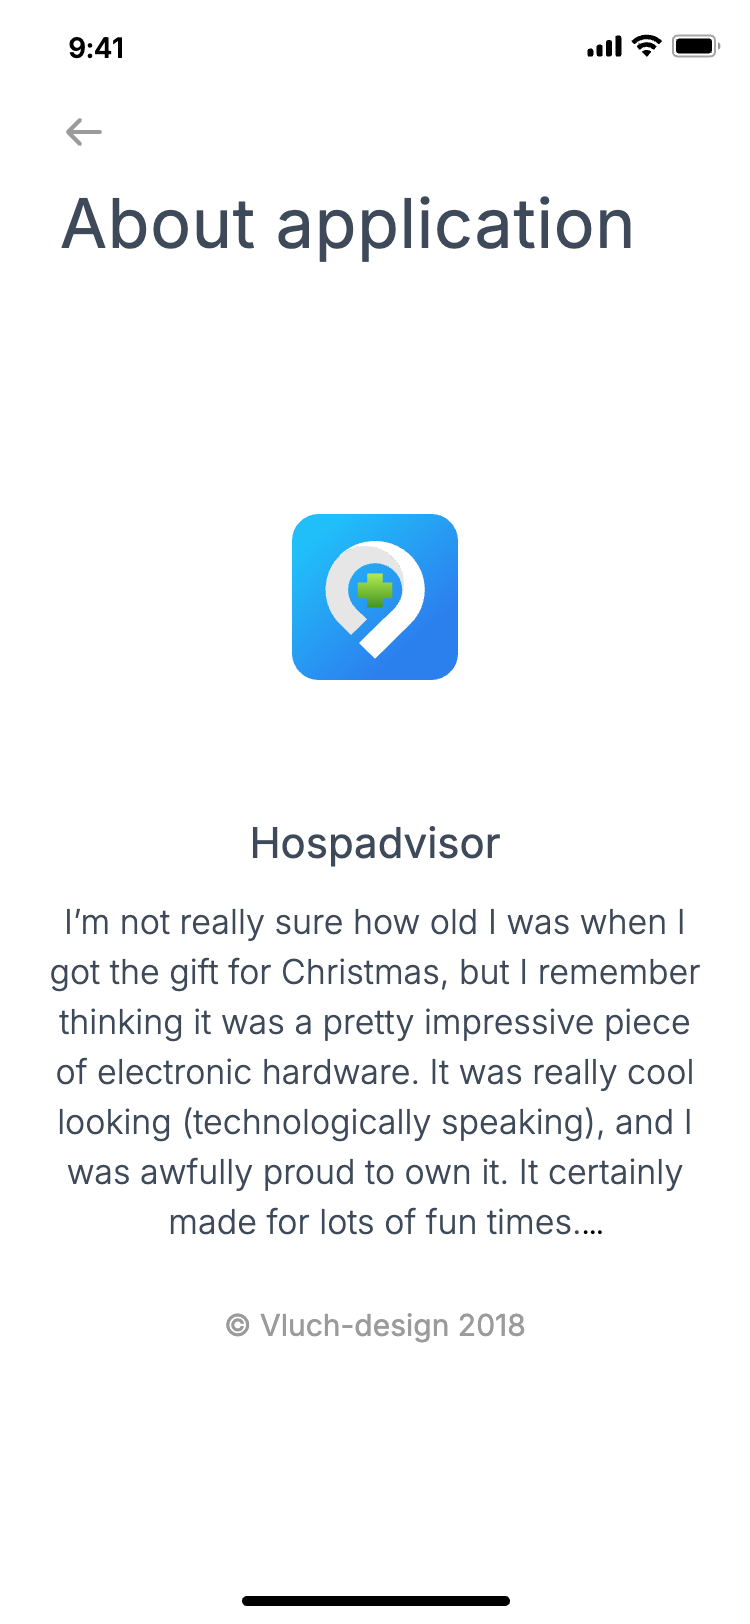 9:41
About application
Hospadvisor
I’m not really sure how old I was when I
got the gift for Christmas, but I remember
thinking it was a pretty impressive piece
of electronic hardware. It was really cool
looking (technologically speaking), and I
was awfully proud to own it. It certainly
made for lots of fun times....
© Vluch-design 2018